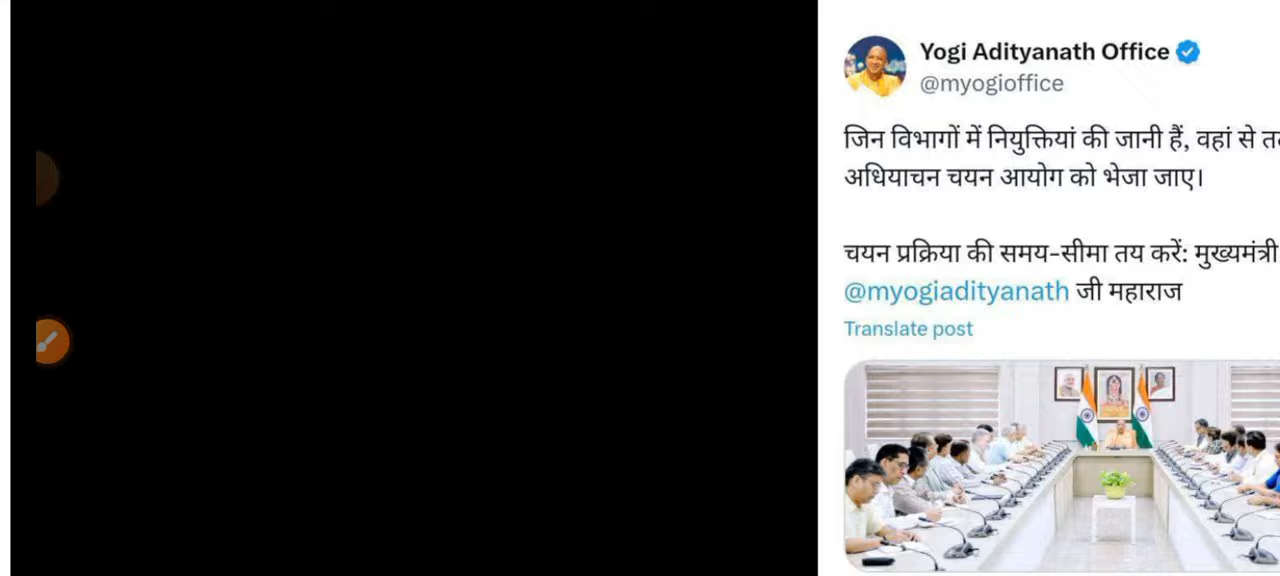 Yogi Adityanath Office
@myogioffice
जिन विभागों में नियुक्तियां की जानी हैं, वहां से
अधियाचन चयन आयोग को भेजा जाए।
चयन प्रक्रिया की समय-सीमा तय करें: मुख्यमंत्री
@myogiadityanath जी महाराज
Translate post